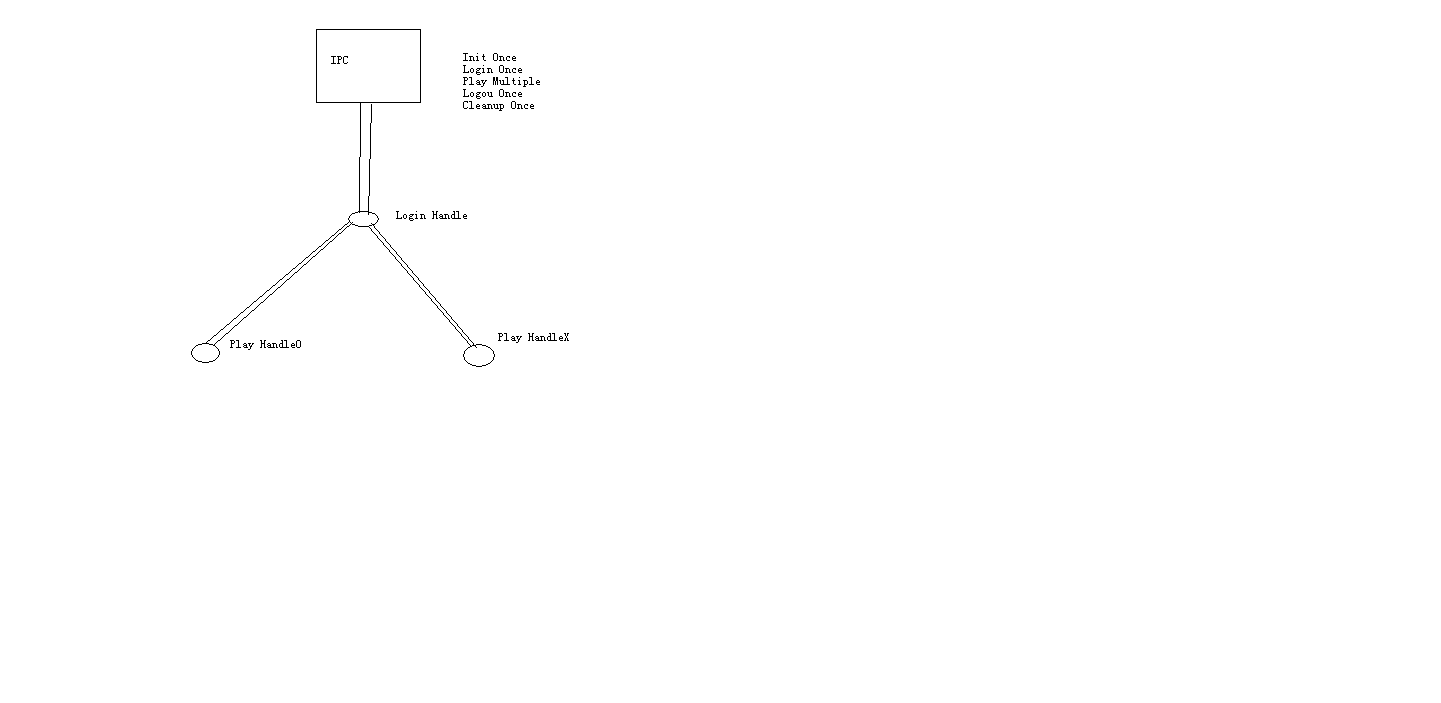 IPC
Init Once
Login Once
Play Multiple
Logou Once
Cleanup Once
Login Handle
Play HandleX
Play Handle0